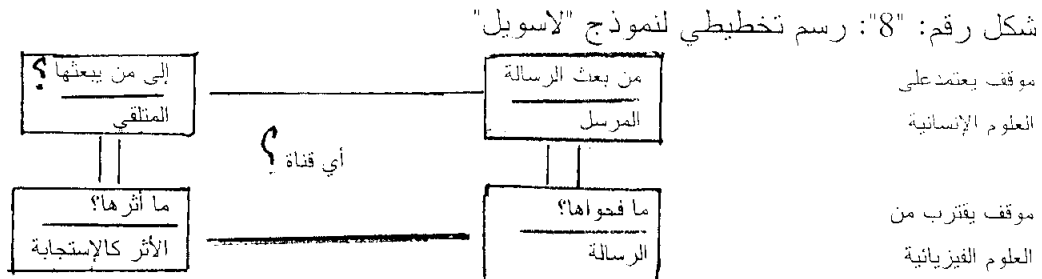 شكل رقم: "8": رسم تخطيطي لنموذج "لاسويل"
موقف يعتمد على
العلوم الإنسانية
من بعث الرسالة
المرسل
إلى من يبعثها ؟
المتلقي
أي قناة ؟
موقف يقترب من
العلوم الفيزيائية
ما فحواها؟
الرسالة
ما أثرها؟
الأثر كالإستجابة